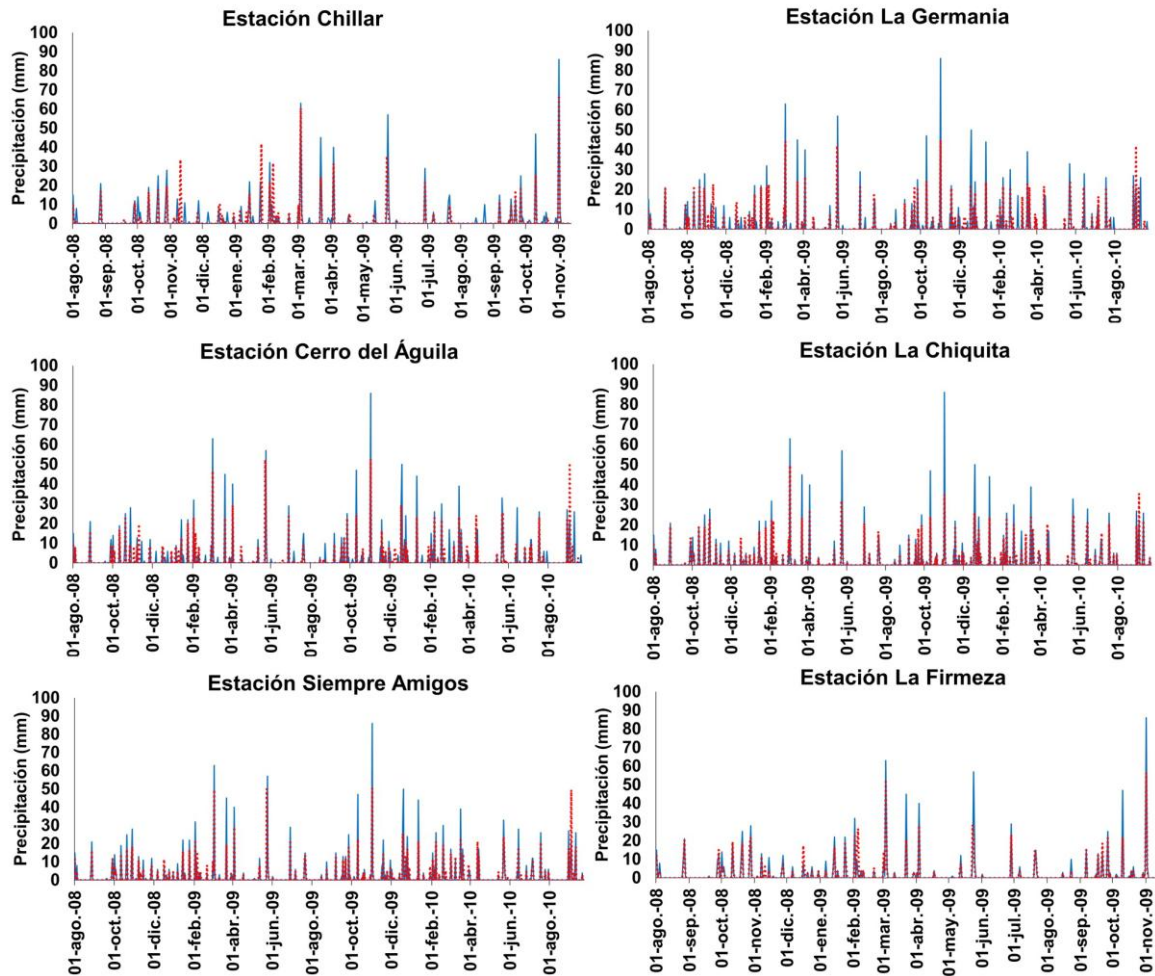 Estación Chillar
Precipitación (mm)
100
90
80
70
60
50
40
30
20
10
0
01-ago.-08
01-sep.-08
01-oct.-08
01-nov.-08
01-dic.-08
01-ene.-09
01-feb.-09
01-mar.-09
01-abr.-09
01-may.-09
01-jun.-09
01-jul.-09
01-ago.-09
01-sep.-09
01-oct.-09
01-nov.-09
Estación La Germania
Precipitación (mm)
100
90
80
70
60
50
40
30
20
10
0
01-ago.-08
01-oct.-08
01-dic.-08
01-feb.-09
01-abr.-09
01-jun.-09
01-ago.-09
01-oct.-09
01-dic.-09
01-feb.-10
01-abr.-10
01-jun.-10
01-ago.-10
Estación Cerro del Águila
Precipitación (mm)
100
90
80
70
60
50
40
30
20
10
0
01-ago.-08
01-oct.-08
01-dic.-08
01-feb.-09
01-abr.-09
01-jun.-09
01-ago.-09
01-oct.-09
01-dic.-09
01-feb.-10
01-abr.-10
01-jun.-10
01-ago.-10
Estación La Chiquita
Precipitación (mm)
100
90
80
70
60
50
40
30
20
10
0
01-ago.-08
01-oct.-08
01-dic.-08
01-feb.-09
01-abr.-09
01-jun.-09
01-ago.-09
01-oct.-09
01-dic.-09
01-feb.-10
01-abr.-10
01-jun.-10
01-ago.-10
Estación Siempre Amigos
Precipitación (mm)
100
90
80
70
60
50
40
30
20
10
0
01-ago.-08
01-oct.-08
01-dic.-08
01-feb.-09
01-abr.-09
01-jun.-09
01-ago.-09
01-oct.-09
01-dic.-09
01-feb.-10
01-abr.-10
01-jun.-10
01-ago.-10
Estación La Firmeza
Precipitación (mm)
100
90
80
70
60
50
40
30
20
10
0
01-ago.-08
01-sep.-08
01-oct.-08
01-nov.-08
01-dic.-08
01-ene.-09
01-feb.-09
01-mar.-09
01-abr.-09
01-may.-09
01-jun.-09
01-jul.-09
01-ago.-09
01-sep.-09
01-oct.-09
01-nov.-09